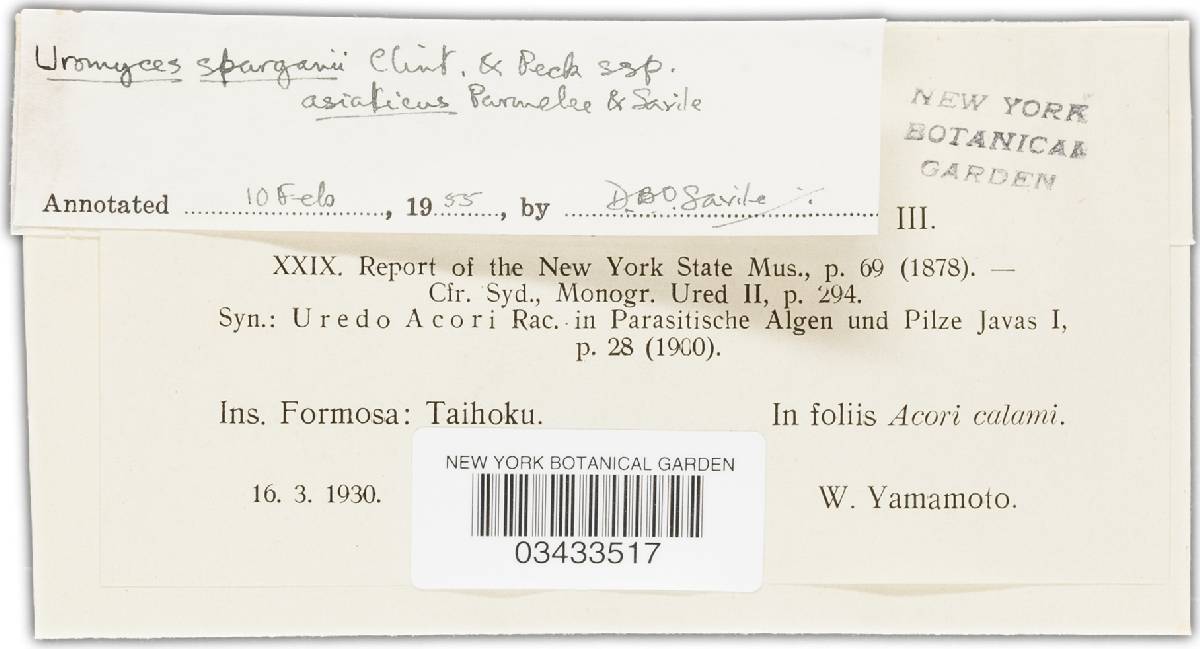 Uromyces sparganii Clint. & Peck ssp.
asiaticus Parmelee & Savile
Annotated 10 Feb, 1955, by D.B.O. Savile
NEW YORK
BOTANICAL
GARDEN
III.
XXIX. Report of the New York State Mus., p. 69 (1878). —
Cfr. Syd., Monogr. Ured II, p. 294.
Syn.: Uredo Acori Rac. in Parasitische Algen und Pilze Javas I,
p. 28 (1900).
Ins. Formosa: Taihoku.
In foliis Acori calami.
16. 3. 1930.
W. Yamamoto.
NEW YORK BOTANICAL GARDEN
03433517